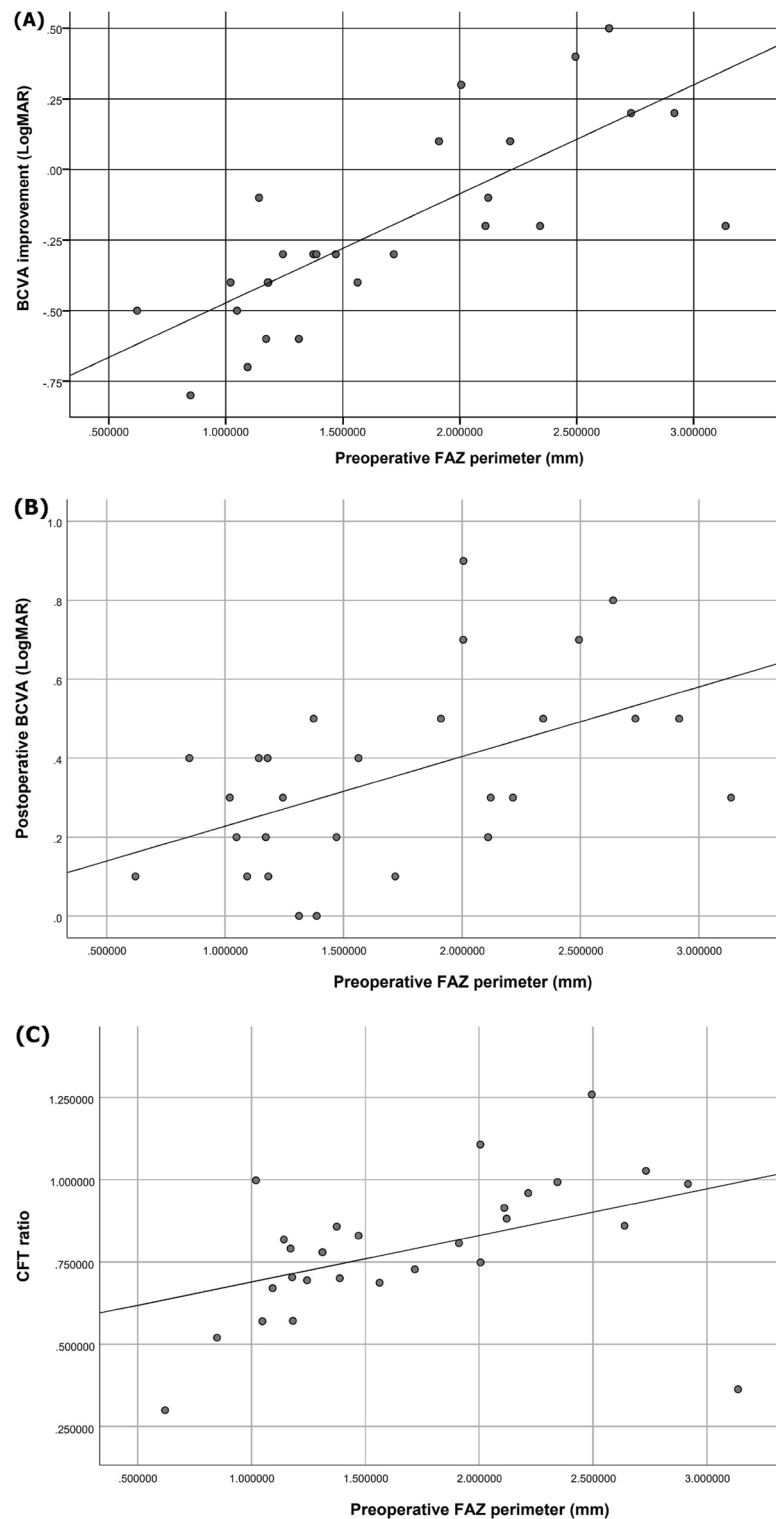 (A)
BCVA improvement (LogMAR)
.50
.25
.00
-.25
-.50
-.75
.500000 1.000000 1.500000 2.000000 2.500000 3.000000
Preoperative FAZ perimeter (mm)
(B)
Postoperative BCVA (LogMAR)
1.0
.8
.6
.4
.2
.0
.500000 1.000000 1.500000 2.000000 2.500000 3.000000
Preoperative FAZ perimeter (mm)
(C)
CFT ratio
1.250000
1.000000
.750000
.500000
.250000
.500000 1.000000 1.500000 2.000000 2.500000 3.000000
Preoperative FAZ perimeter (mm)